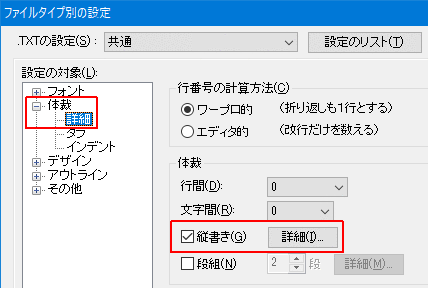 ファイルタイプ別の設定
.TXTの設定(S) : 共通 設定のリスト(T)
設定の対象(L):
フォント
体裁
詳細
タブ
インデント
デザイン
アウトライン
その他
行番号の計算方法(C)
ワープロ的 (折り返しも1行とする)
エディタ的 (改行だけを数える)
体裁
行間(D): 0
文字間(R): 0
縦書き(G) 詳細(I)...
段組(N) 2 段 詳細(M)...